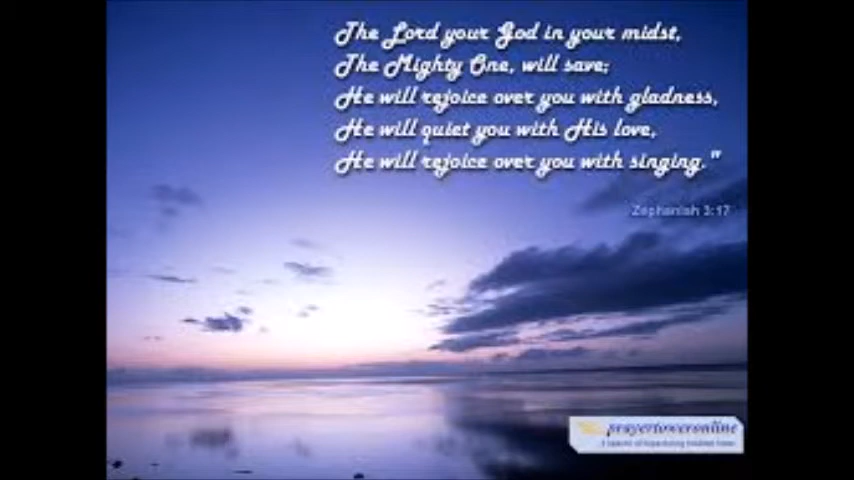 The Lord your God in your midst,
The Mighty One, will save;
He will rejoice over you with gladness,
He will quiet you with His love,
He will rejoice over you with singing."
Zephaniah 3:17
prayertoweronline